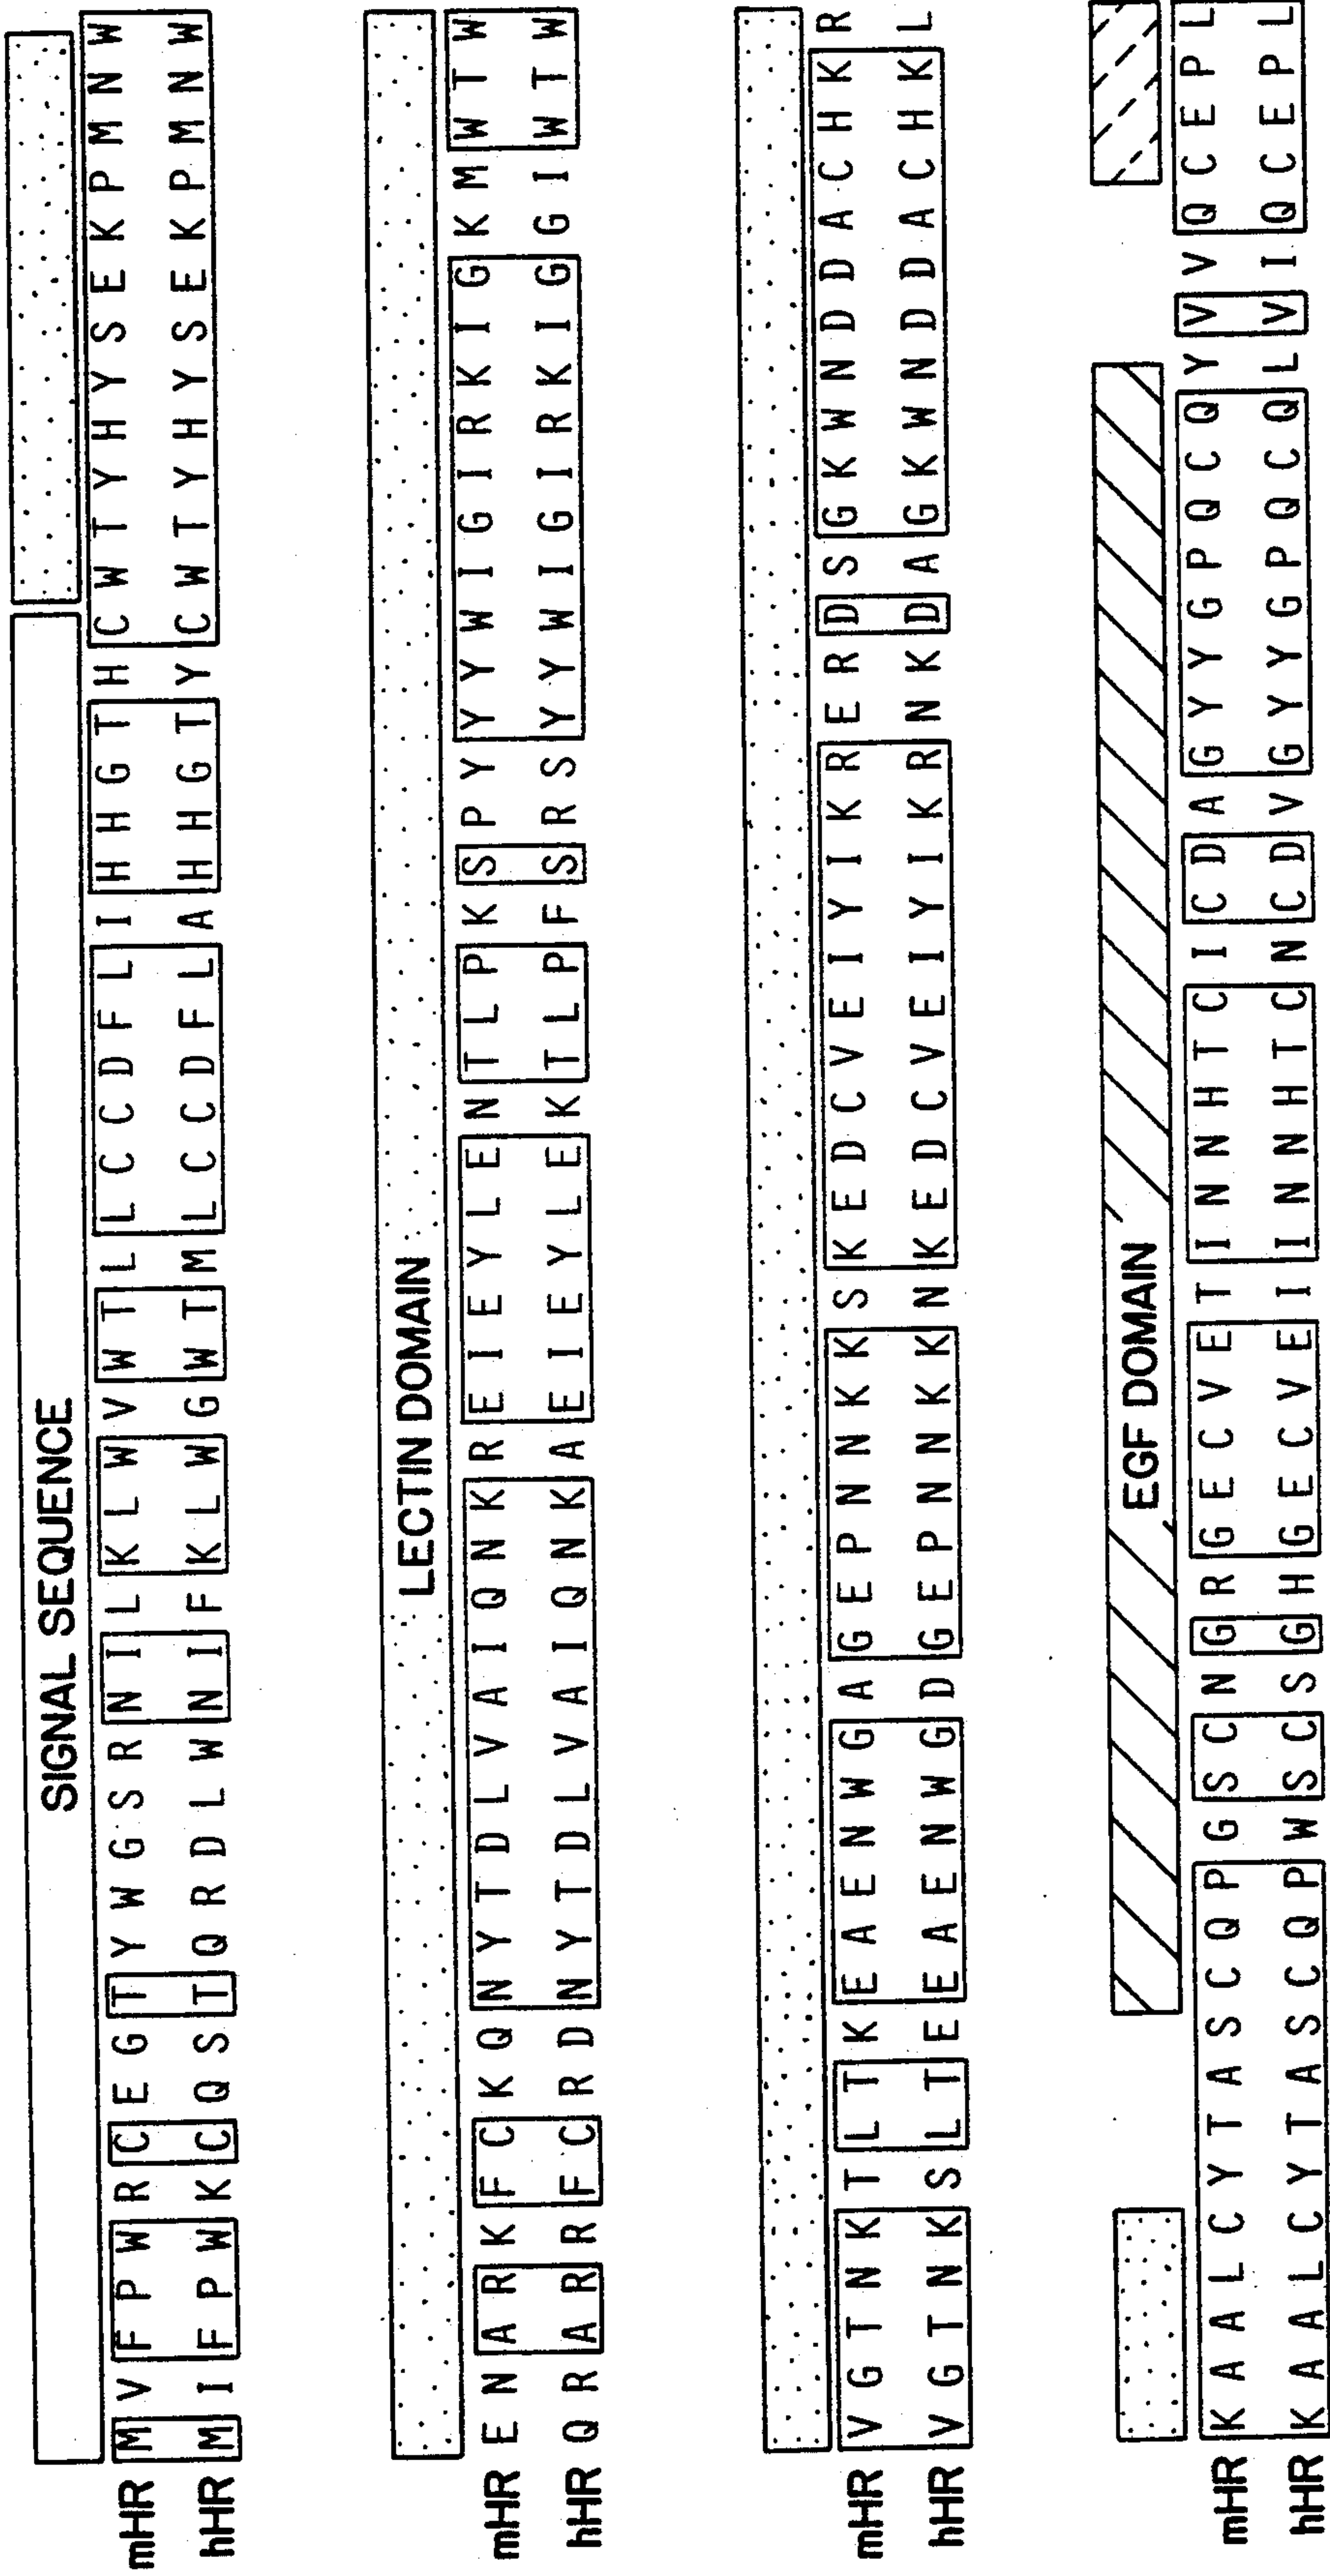 SIGNAL SEQUENCE
mHR M V F P W R C E G T Y W G S R N I L K L W V W T L L C C D F L I H H G T H C W T Y H Y S E K P M N W
hHR M I F P W K C Q S T Q R D L W N I F K L W G W T M L C C D F L A H H G T Y C W T Y H Y S E K P M N W
LECTIN DOMAIN
mHR E N A R K F C K Q N Y T D L V A I Q N K R E I E Y L E N T L P K S P Y Y Y W I G I R K I G K M W T W
hHR Q R A R R F C R D N Y T D L V A I Q N K A E I E Y L E K T L P F S R S Y Y W I G I R K I G G I W T W
mHR V G T N K T L T K E A E N W G A G E P N N K K S K E D C V E I Y I K R E R D S G K W N D D A C H K R
hHR V G T N K S L T E E A E N W G D G E P N N K K N K E D C V E I Y I K R N K D A G K W N D D A C H K L
EGF DOMAIN
mHR K A A L C Y T A S C Q P G S C N G R G E C V E T I N N H T C I C D A G Y Y G P Q C Q Y V V Q C E P L
hHR K A A L C Y T A S C Q P W S C S G H G E C V E I I N N H T C N C D V G Y Y G P Q C Q L V I Q C E P L